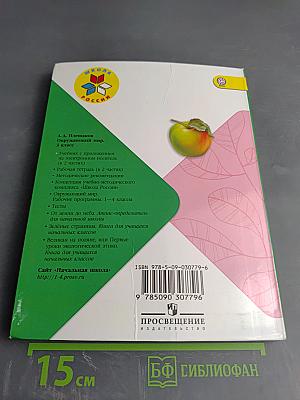 ШКОЛА
РОССИИ
А.А. Плешаков
Окружающий мир.
3 класс
• Учебник с приложением
на электронном носителе
(в 2 частях)
• Рабочая тетрадь (в 2 частях)
• Методические рекомендации
• Концепция учебно-методического
комплекса «Школа России»
• Окружающий мир.
Рабочие программы. 1—4 классы
• Тесты
• От земли до неба. Атлас-определитель
для начальной школы
• Зелёные страницы. Книга для учащихся
начальных классов
• Великан на поляне, или Первые
уроки экологической этики.
Книга для учащихся
начальных классов
Сайт «Начальная школа»
http://1-4.prosv.ru
ISBN 978-5-09-030779-6
9 785090 307796
ПРОСВЕЩЕНИЕ
ИЗДАТЕЛЬСТВО
15 см
БФ БИБЛИОФАН